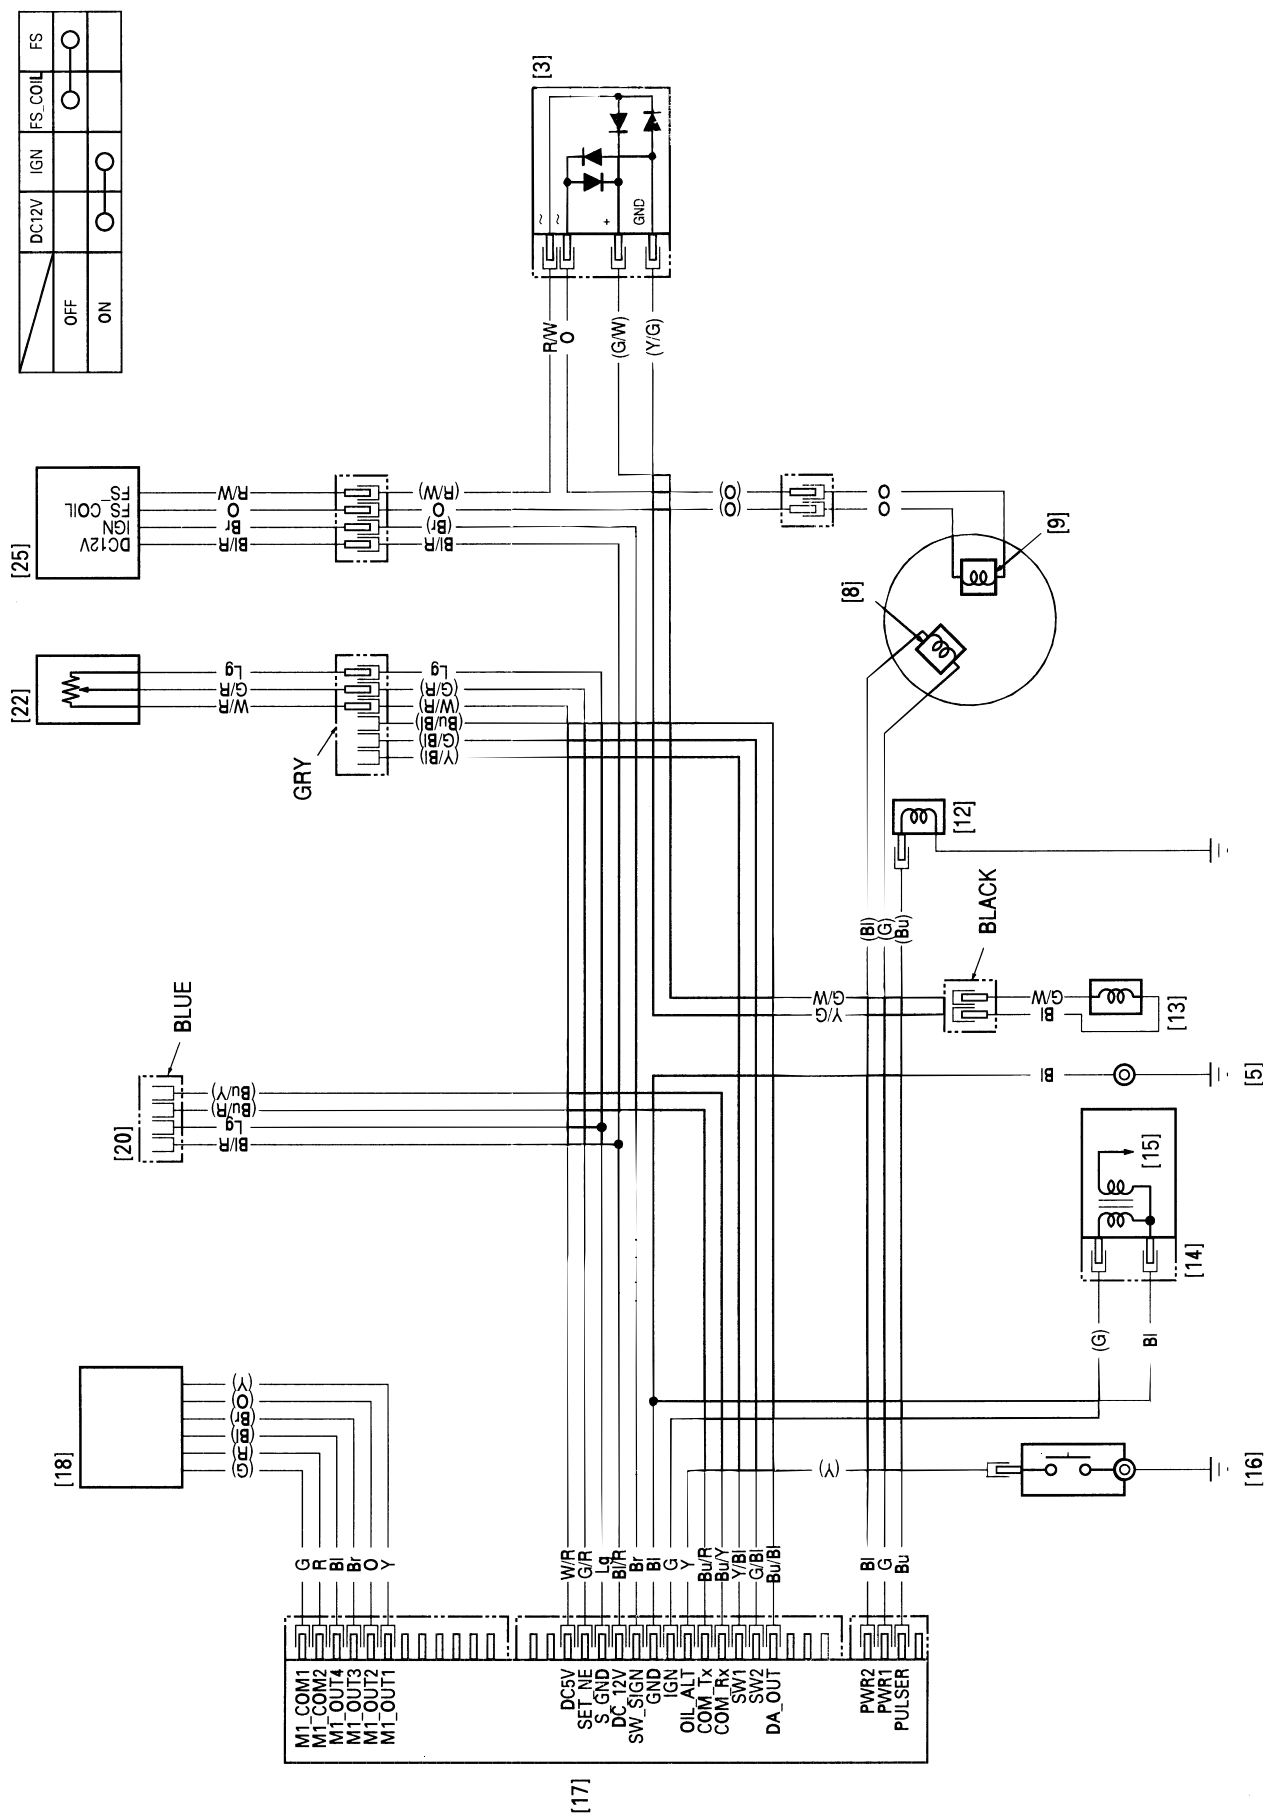 DC12V IGN FS_COIL FS
OFF
ON
[3]
~
~
+
GND
R/W
O
(G/W)
(Y/G)
[25]
FS_
FS_COIL
IGN
DC12V
R/W
O
Br
Bl/R
(R/W)
O
(Br)
Bl/R
(O)
(O)
O
O
[9]
[8]
[22]
Lg
G/R
W/R
Lg
(G/R)
(W/R)
(Bu/Bl)
(G/Bl)
(Y/Bl)
GRY
[12]
(Bl)
(G)
(Bu)
BLACK
G/W
Y/G
G/W
Bl
[13]
BLUE
[20]
(Bu/Y)
(Bu/R)
Lg
Bl/R
Bl
[5]
[15]
[14]
(G)
Bl
[18]
(Y)
(O)
(Br)
(Bl)
(R)
(G)
(Y)
[16]
G
R
Bl
Br
O
Y
W/R
G/R
Lg
Bl/R
Br
Bl
G
Y
Bu/R
Bu/Y
Y/Bl
G/Bl
Bu/Bl
Bl
G
Bu
M1_COM1
M1_COM2
M1_OUT4
M1_OUT3
M1_OUT2
M1_OUT1
DC5V
SET_NE
S_GND
DC_12V
SW_SIGN
GND
IGN
OIL_ALT
COM_Tx
COM_Rx
SW1
SW2
DA_OUT
PWR2
PWR1
PULSER
[17]